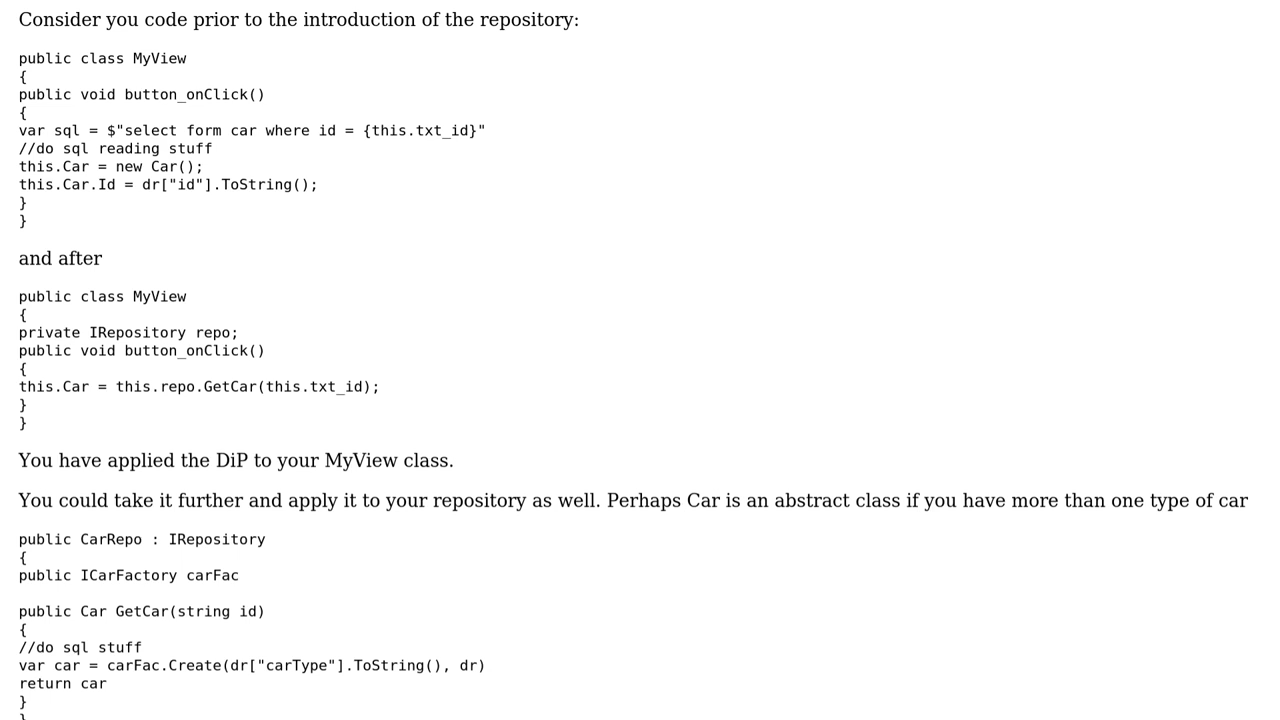 Consider you code prior to the introduction of the repository:
public class MyView
{
public void button_onClick()
{
var sql = $"select form car where id = {this.txt_id}"
//do sql reading stuff
this.Car = new Car();
this.Car.Id = dr["id"].ToString();
}
}
and after
public class MyView
{
private IRepository repo;
public void button_onClick()
{
this.Car = this.repo.GetCar(this.txt_id);
}
}
You have applied the DiP to your MyView class.
You could take it further and apply it to your repository as well. Perhaps Car is an abstract class if you have more than one type of car
public CarRepo : IRepository
{
public ICarFactory carFac
public Car GetCar(string id)
{
//do sql stuff
var car = carFac.Create(dr["carType"].ToString(), dr)
return car
}
}